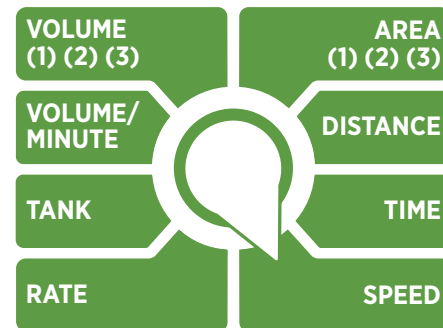 VOLUME
(1) (2) (3)
AREA
(1) (2) (3)
VOLUME/
MINUTE
DISTANCE
TANK
TIME
RATE
SPEED